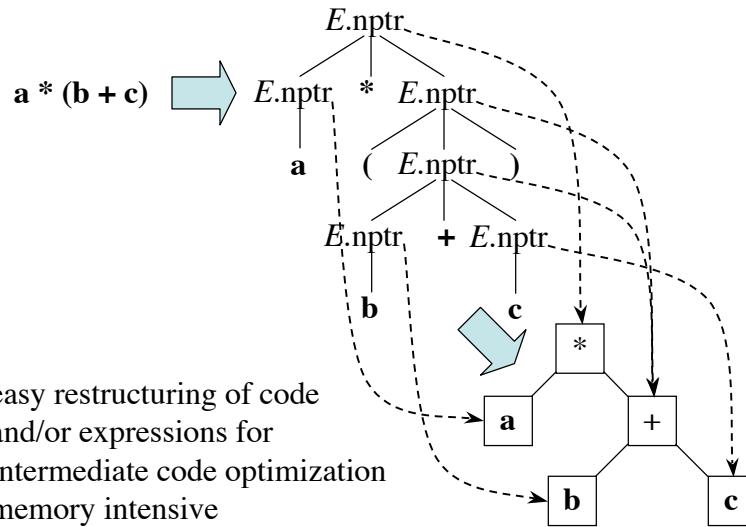 E.nptr
a * (b + c)
E.nptr * E.nptr
a ( E.nptr )
E.nptr + E.nptr
b c
*
easy restructuring of code
a +
and/or expressions for
intermediate code optimization
b c
memory intensive